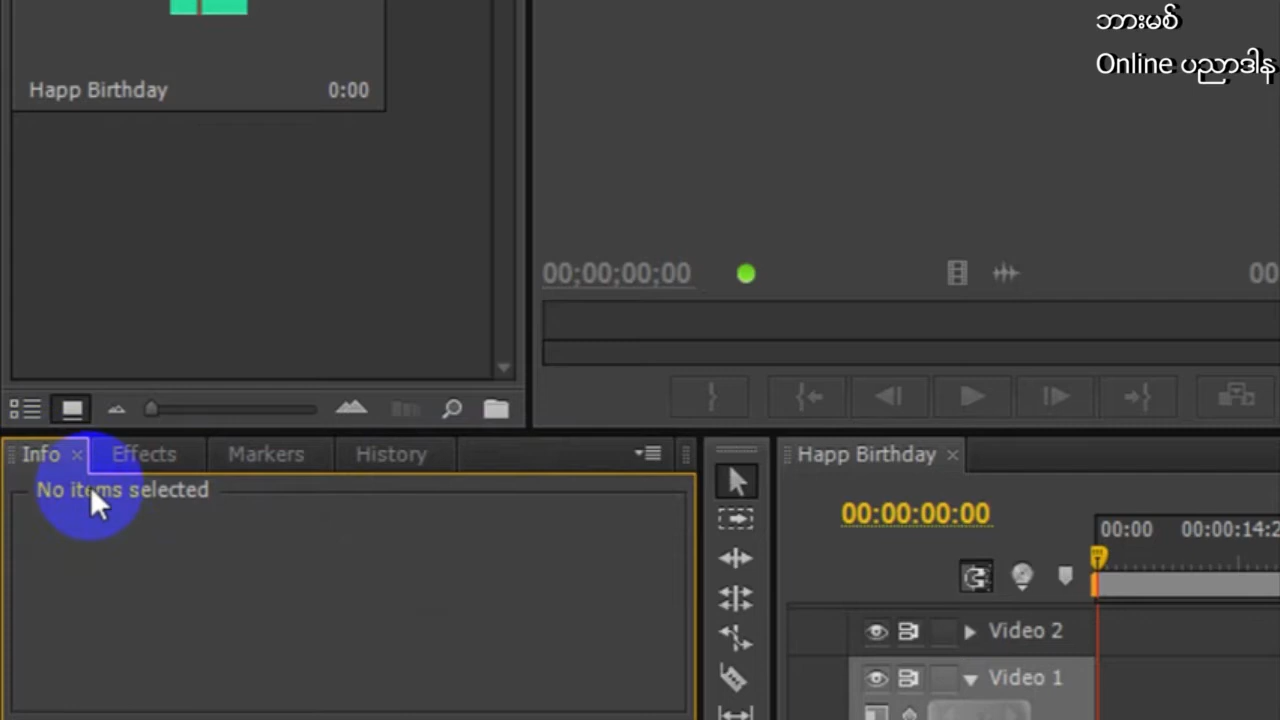 ဘားမစ်
Online ပညာဒါန
Happ Birthday 0:00
00;00;00;00
00
Info Effects Markers History
No items selected
Happ Birthday
00:00:00:00
00:00 00:00:14:2
Video 2
Video 1